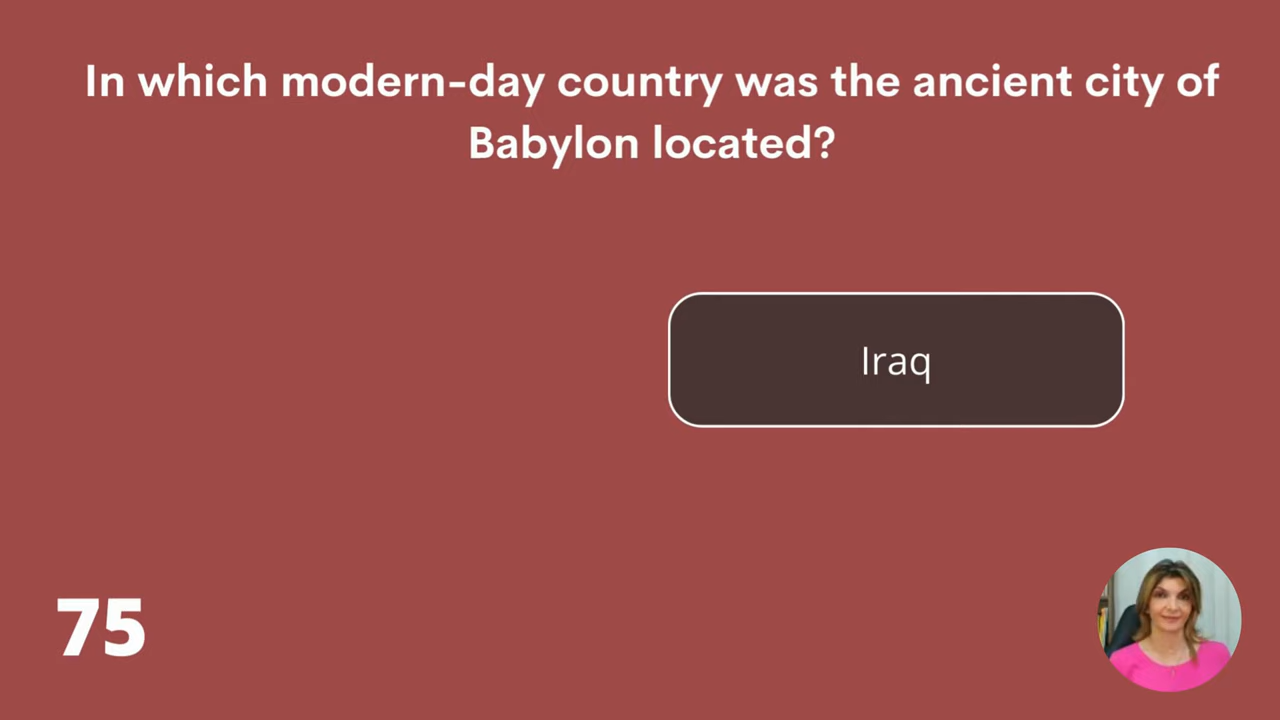 In which modern-day country was the ancient city of
Babylon located?
Iraq
75